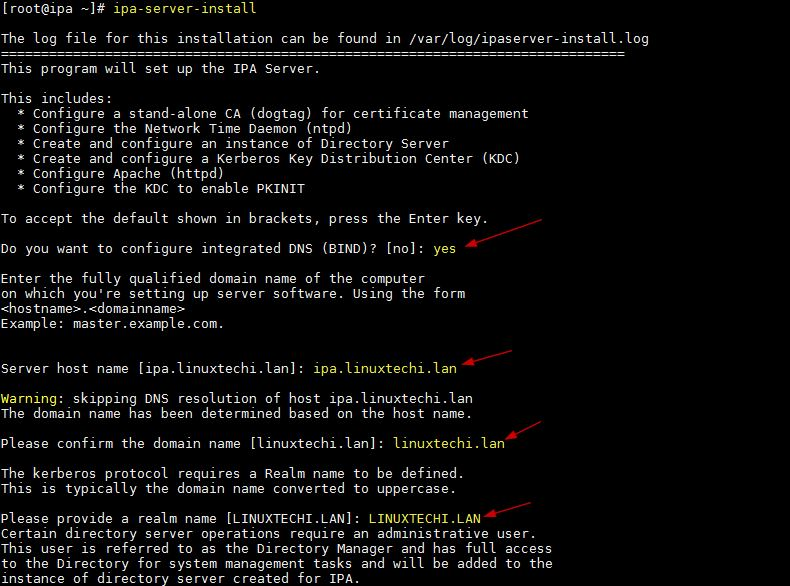 [root@ipa ~]# ipa-server-install
The log file for this installation can be found in /var/log/ipaserver-install.log
==============================================================================
This program will set up the IPA Server.
This includes:
* Configure a stand-alone CA (dogtag) for certificate management
* Configure the Network Time Daemon (ntpd)
* Create and configure an instance of Directory Server
* Create and configure a Kerberos Key Distribution Center (KDC)
* Configure Apache (httpd)
* Configure the KDC to enable PKINIT
To accept the default shown in brackets, press the Enter key.
Do you want to configure integrated DNS (BIND)? [no]: yes
Enter the fully qualified domain name of the computer
on which you're setting up server software. Using the form
<hostname>.<domainname>
Example: master.example.com.
Server host name [ipa.linuxtechi.lan]: ipa.linuxtechi.lan
Warning: skipping DNS resolution of host ipa.linuxtechi.lan
The domain name has been determined based on the host name.
Please confirm the domain name [linuxtechi.lan]: linuxtechi.lan
The kerberos protocol requires a Realm name to be defined.
This is typically the domain name converted to uppercase.
Please provide a realm name [LINUXTECHI.LAN]: LINUXTECHI.LAN
Certain directory server operations require an administrative user.
This user is referred to as the Directory Manager and has full access
to the Directory for system management tasks and will be added to the
instance of directory server created for IPA.